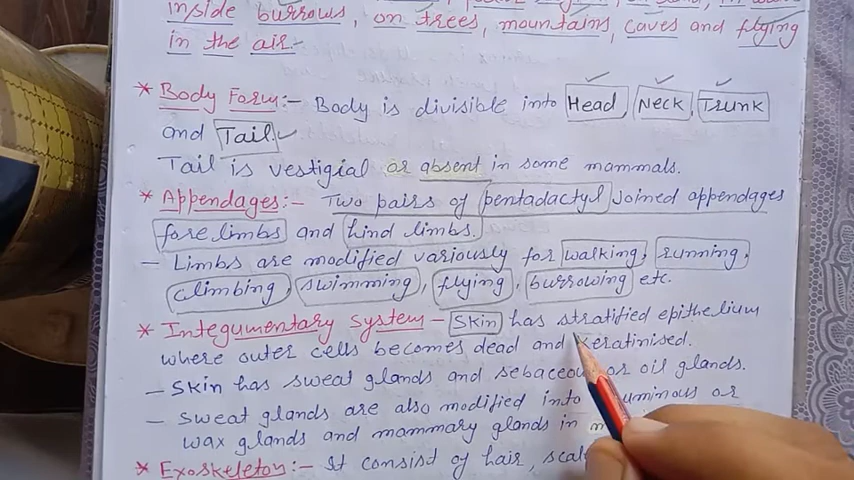 inside burrows, on trees, mountains, caves and flying
in the air.
* Body Form:- Body is divisible into Head, Neck, Trunk
and Tail.
Tail is vestigial or absent in some mammals.
* Appendages:- Two pairs of pentadactyl joined appendages
fore limbs and hind limbs.
- Limbs are modified variously for walking, running,
climbing, swimming, flying, burrowing etc.
* Integumentary System - Skin has stratified epithelium
where outer cells becomes dead and keratinised.
- Skin has sweat glands and sebaceous or oil glands.
- Sweat glands are also modified into uminous or
wax glands and mammary glands in
* Exoskeleton:- It consist of hair,